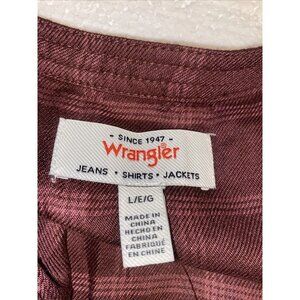 - SINCE 1947 -
Wrangler
JEANS • SHIRTS • JACKETS
L/E/G
MADE IN
CHINA
HECHO EN
CHINA
FABRIQUÉ
EN CHINE